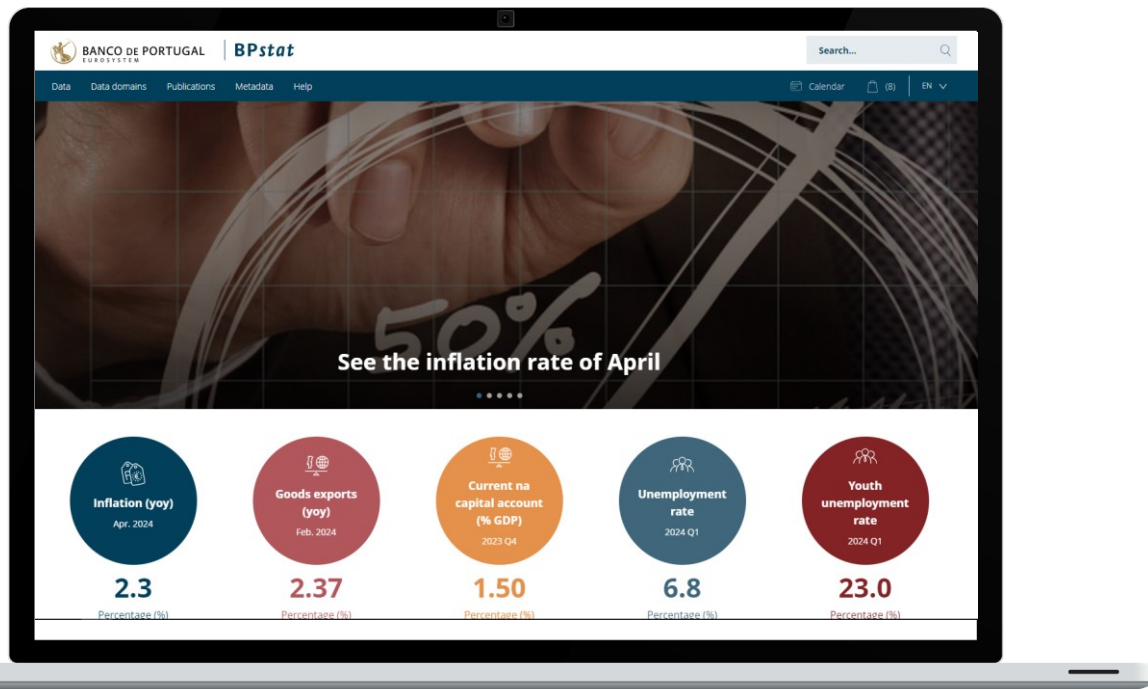 BANCO DE PORTUGAL
EUROSYSTEM
BPstat
Search...
Data Data domains Publications Metadata Help
Calendar (8) EN
50%
See the inflation rate of April
Inflation (yoy)
Apr. 2024
2.3
Percentage (%)
Goods exports
(yoy)
Feb. 2024
2.37
Percentage (%)
Current na
capital account
(% GDP)
2023 Q4
1.50
Percentage (%)
Unemployment
rate
2024 Q1
6.8
Percentage (%)
Youth
unemployment
rate
2024 Q1
23.0
Percentage (%)